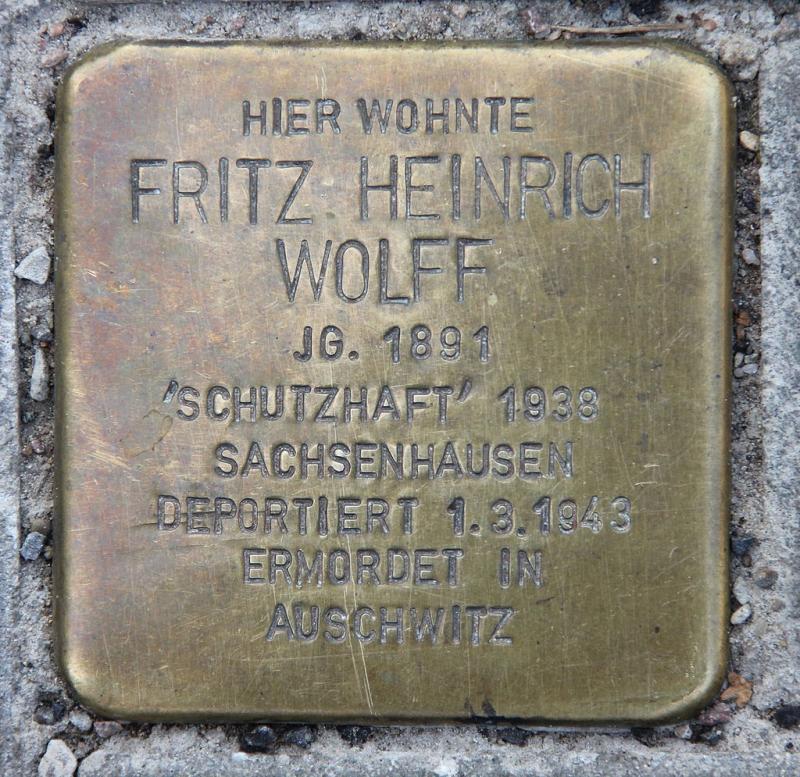 HIER WOHNTE
FRITZ HEINRICH
WOLFF
JG. 1891
'SCHUTZHAFT' 1938
SACHSENHAUSEN
DEPORTIERT 1.3.1943
ERMORDET IN
AUSCHWITZ